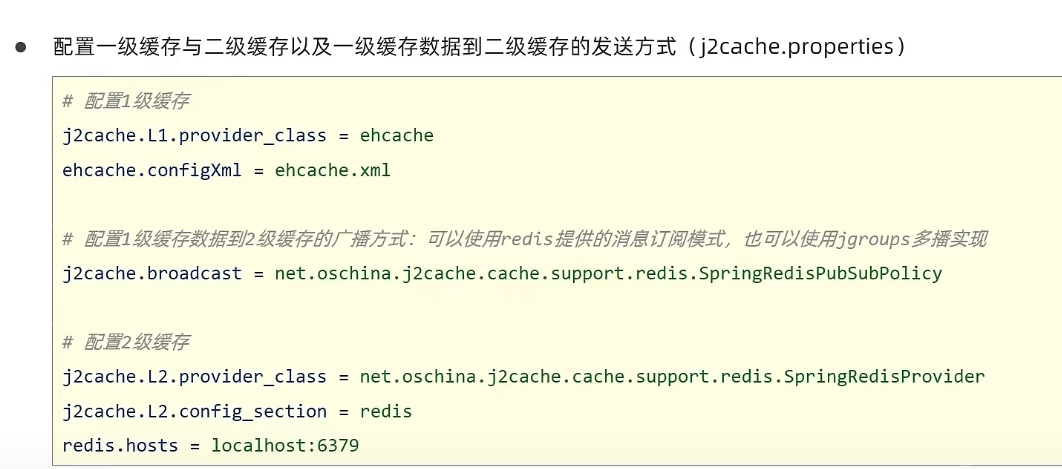 ● 配置一级缓存与二级缓存以及一级缓存数据到二级缓存的发送方式（j2cache.properties）
# 配置1级缓存
j2cache.L1.provider_class = ehcache
ehcache.configXml = ehcache.xml
# 配置1级缓存数据到2级缓存的广播方式：可以使用redis提供的消息订阅模式，也可以使用jgroups多播实现
j2cache.broadcast = net.oschina.j2cache.cache.support.redis.SpringRedisPubSubPolicy
# 配置2级缓存
j2cache.L2.provider_class = net.oschina.j2cache.cache.support.redis.SpringRedisProvider
j2cache.L2.config_section = redis
redis.hosts = localhost:6379